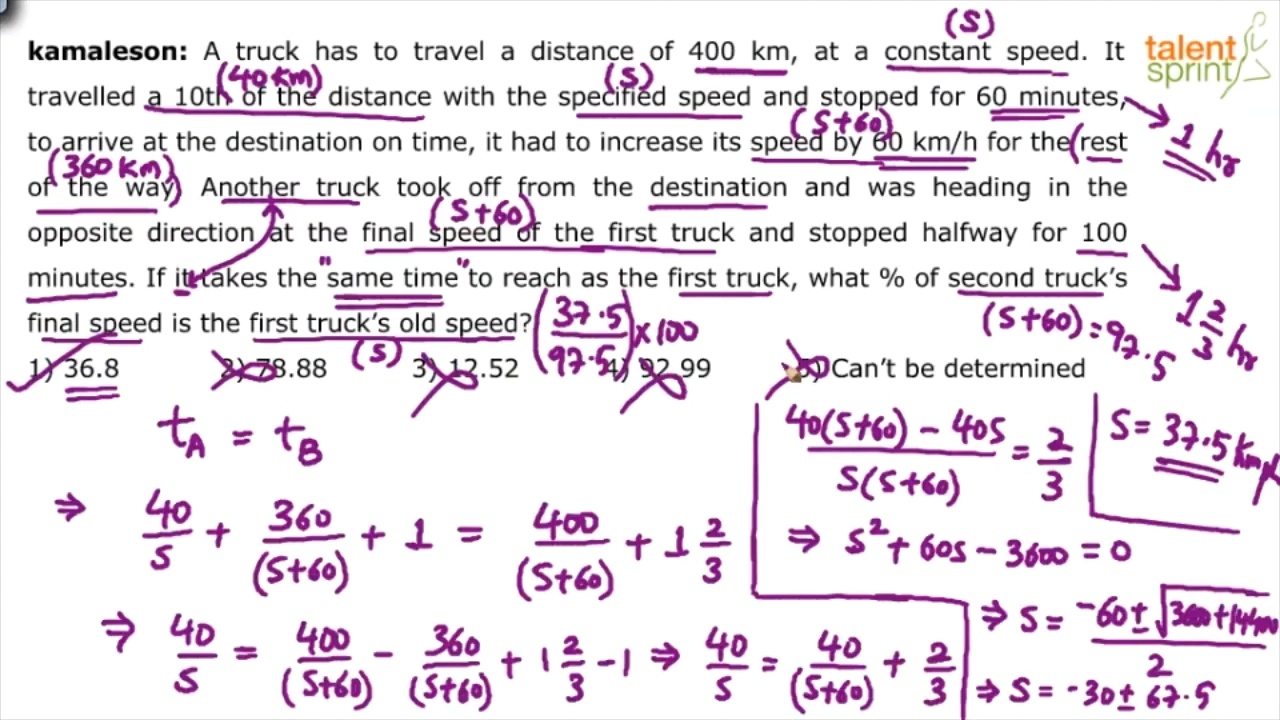 (S)
kamaleson: A truck has to travel a distance of 400 km, at a constant speed. It
talent
sprint
(40 km) (S)
travelled a 10th of the distance with the specified speed and stopped for 60 minutes,
(S+60)
to arrive at the destination on time, it had to increase its speed by 60 km/h for the (rest
1 hr
(360 km)
of the way) Another truck took off from the destination and was heading in the
(S+60)
opposite direction at the final speed of the first truck and stopped halfway for 100
minutes. If it takes the "same time" to reach as the first truck, what % of second truck's
1 2/3 hr
final speed is the first truck's old speed? (37.5/97.5) x 100
(S+60) = 97.5
(S)
1) 36.8 2) 78.88 3) 12.52 4) 92.99 5) Can't be determined
tA = tB
⇒ 40/S + 360/(S+60) + 1 = 400/(S+60) + 1 2/3
⇒ 40/S = 400/(S+60) - 360/(S+60) + 1 2/3 - 1 ⇒ 40/S = 40/(S+60) + 2/3
40(S+60) - 40S / S(S+60) = 2/3
⇒ S² + 60S - 3600 = 0
⇒ S = -60 ± √3600+14400 / 2
⇒ S = -30 ± 67.5
S = 37.5 kmph